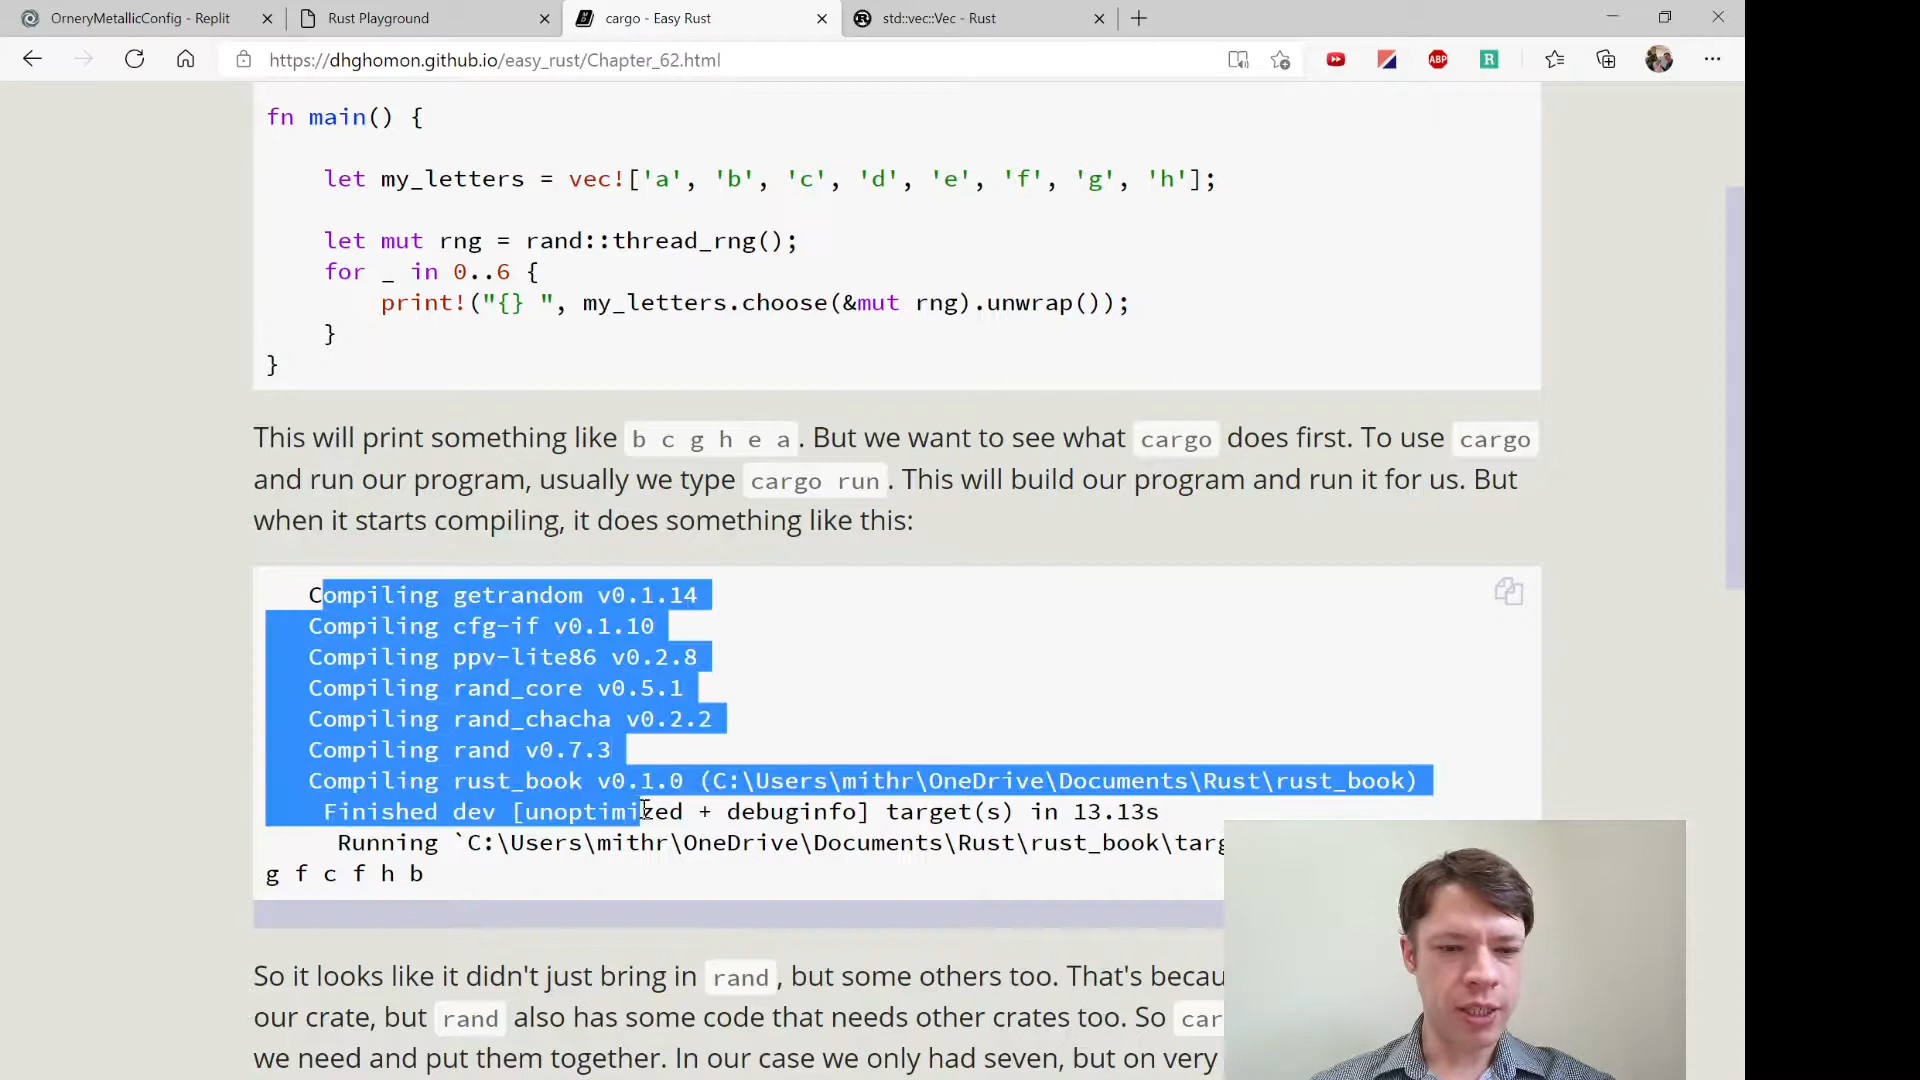 OrneryMetallicConfig - Replit
Rust Playground
cargo - Easy Rust
std::vec::Vec - Rust
https://dhghomon.github.io/easy_rust/Chapter_62.html
ABP
R
fn main() {
let my_letters = vec!['a', 'b', 'c', 'd', 'e', 'f', 'g', 'h'];
let mut rng = rand::thread_rng();
for _ in 0..6 {
print!("{} ", my_letters.choose(&mut rng).unwrap());
}
}
This will print something like b c g h e a . But we want to see what cargo does first. To use cargo
and run our program, usually we type cargo run . This will build our program and run it for us. But
when it starts compiling, it does something like this:
Compiling getrandom v0.1.14
Compiling cfg-if v0.1.10
Compiling ppv-lite86 v0.2.8
Compiling rand_core v0.5.1
Compiling rand_chacha v0.2.2
Compiling rand v0.7.3
Compiling rust_book v0.1.0 (C:\Users\mithr\OneDrive\Documents\Rust\rust_book)
Finished dev [unoptimized + debuginfo] target(s) in 13.13s
Running `C:\Users\mithr\OneDrive\Documents\Rust\rust_book\targ
g f c f h b
So it looks like it didn't just bring in rand , but some others too. That's becau
our crate, but rand also has some code that needs other crates too. So car
we need and put them together. In our case we only had seven, but on very